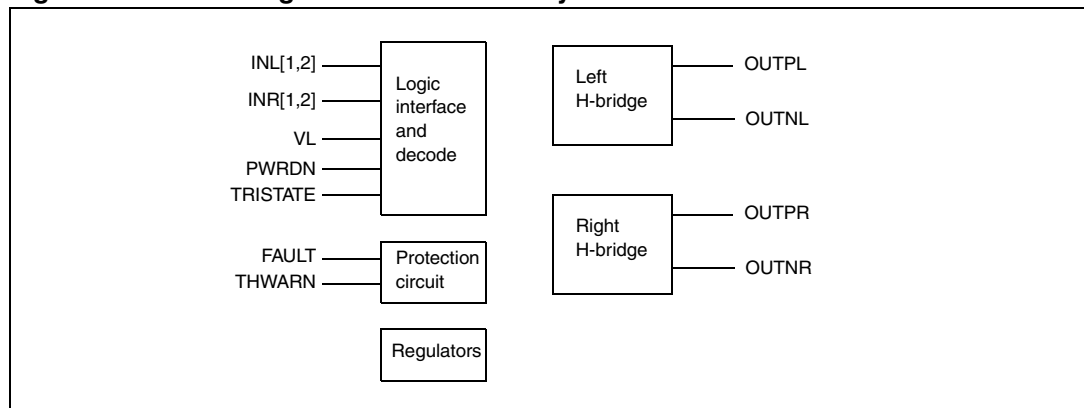 INL[1,2]
INR[1,2]
VL
PWRDN
TRISTATE
Logic
interface
and
decode
FAULT
THWARN
Protection
circuit
Regulators
Left
H-bridge
OUTPL
OUTNL
Right
H-bridge
OUTPR
OUTNR